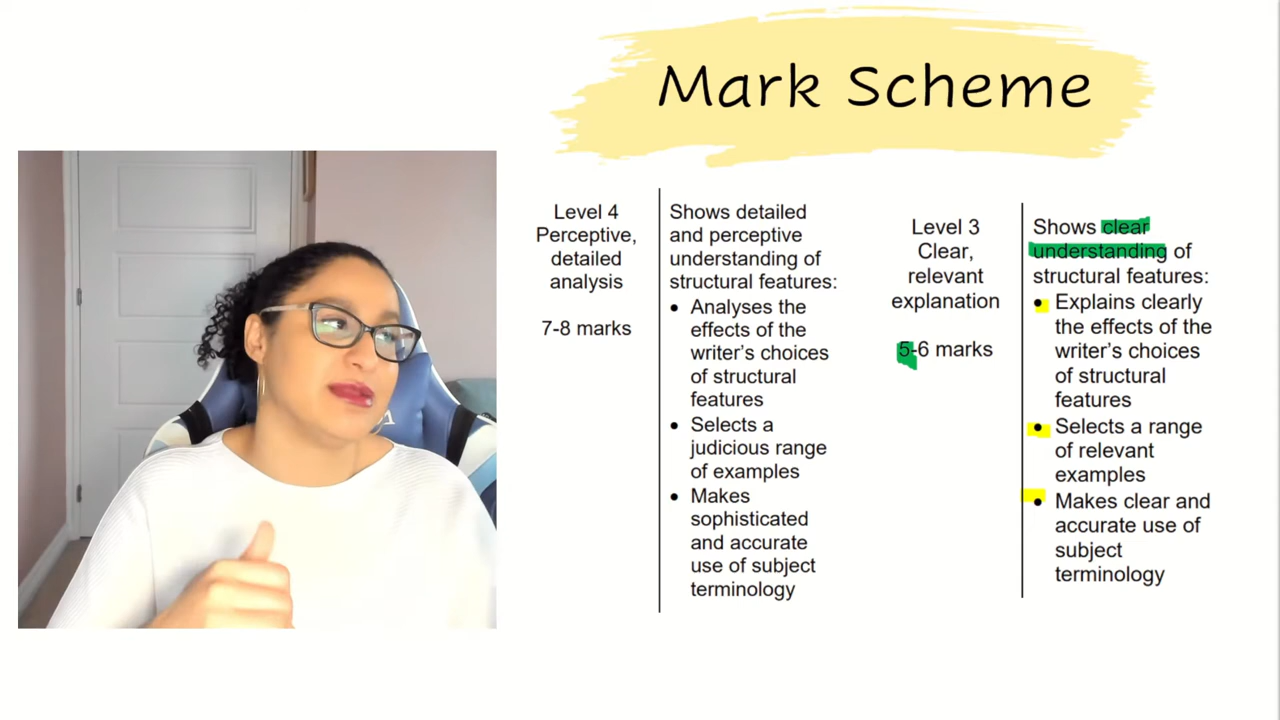 Mark Scheme
Level 4
Perceptive,
detailed
analysis
7-8 marks
Shows detailed
and perceptive
understanding of
structural features:
• Analyses the
effects of the
writer's choices
of structural
features
• Selects a
judicious range
of examples
• Makes
sophisticated
and accurate
use of subject
terminology
Level 3
Clear,
relevant
explanation
5-6 marks
Shows clear
understanding of
structural features:
• Explains clearly
the effects of the
writer's choices
of structural
features
• Selects a range
of relevant
examples
• Makes clear and
accurate use of
subject
terminology